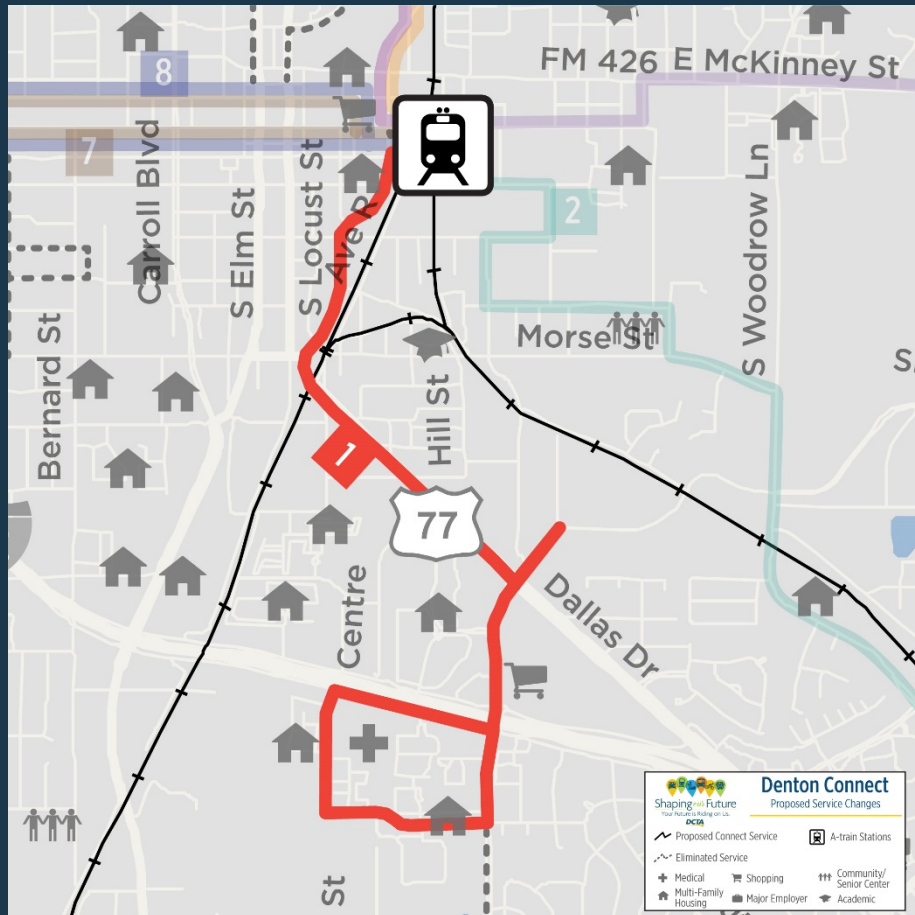 FM 426 E McKinney St
8
7
Carroll Blvd
S Elm St
S Locust St
Ave R
2
S Woodrow Ln
Morse St
S.
Bernard St
Hill St
1
77
Centre
Dallas Dr
St
Shaping our Future
Your Future is Riding on Us.
DCTA
Denton Connect
Proposed Service Changes
Proposed Connect Service
A-train Stations
Eliminated Service
Medical
Shopping
Community/
Senior Center
Multi-Family
Housing
Major Employer
Academic